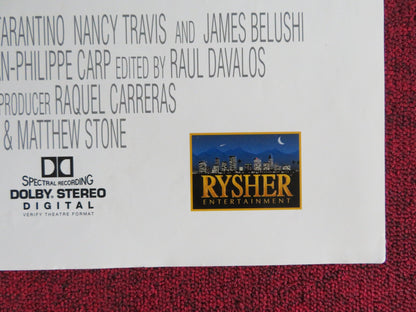 TARANTINO NANCY TRAVIS AND JAMES BELUSHI
N-PHILIPPE CARP EDITED BY RAUL DAVALOS
PRODUCER RAQUEL CARRERAS
& MATTHEW STONE
SPECTRAL RECORDING
DOLBY STEREO
DIGITAL
VERIFY THEATRE FORMAT
RYSHER
ENTERTAINMENT